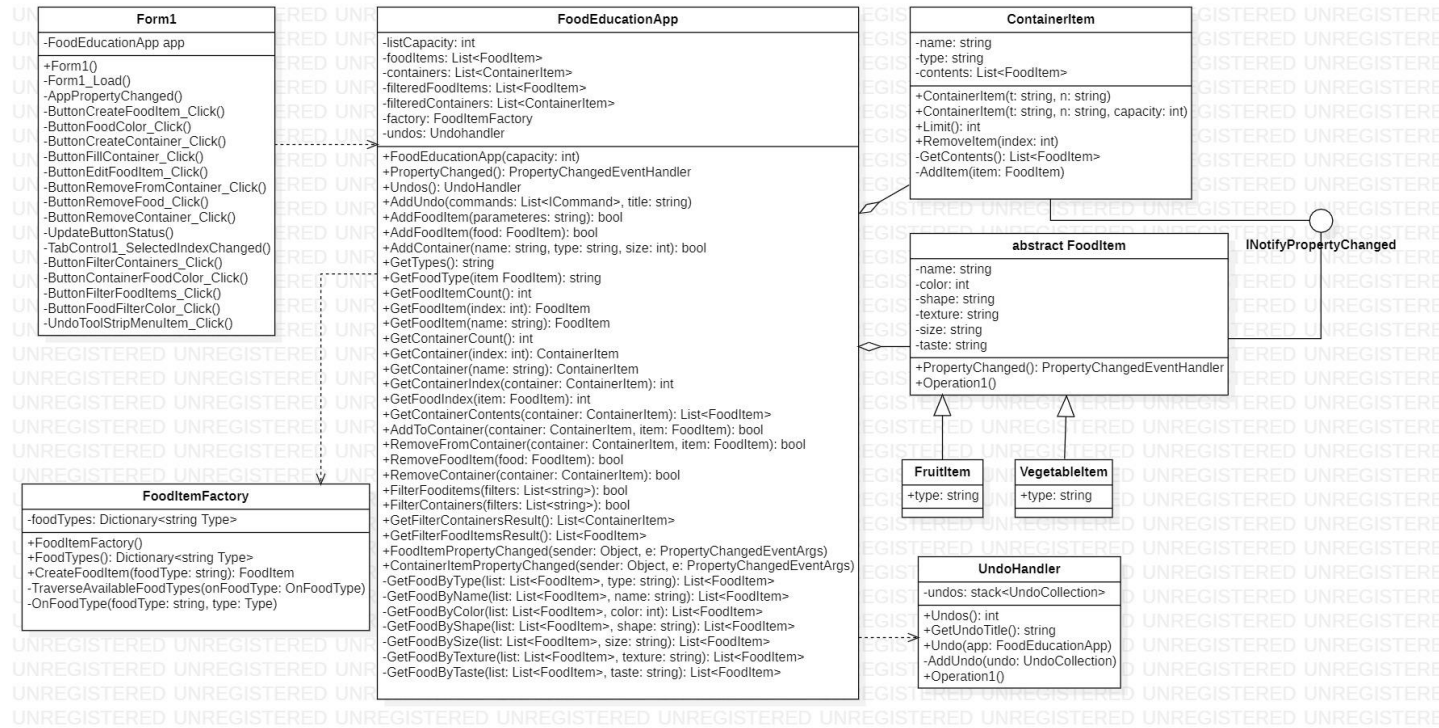 Form1
-FoodEducationApp app
+Form1()
-Form1_Load()
-AppPropertyChanged()
-ButtonCreateFoodItem_Click()
-ButtonFoodColor_Click()
-ButtonCreateContainer_Click()
-ButtonFillContainer_Click()
-ButtonEditFoodItem_Click()
-ButtonRemoveFromContainer_Click()
-ButtonRemoveFood_Click()
-ButtonRemoveContainer_Click()
-UpdateButtonStatus()
-TabControl1_SelectedIndexChanged()
-ButtonFilterContainers_Click()
-ButtonContainerFoodColor_Click()
-ButtonFilterFoodItems_Click()
-ButtonFoodFilterColor_Click()
-UndoToolStripMenuItem_Click()
FoodEducationApp
-listCapacity: int
-foodItems: List<FoodItem>
-containers: List<ContainerItem>
-filteredFoodItems: List<FoodItem>
-filteredContainers: List<ContainerItem>
-factory: FoodItemFactory
-undos: Undohandler
+FoodEducationApp(capacity: int)
+PropertyChanged(): PropertyChangedEventHandler
+Undos(): UndoHandler
+AddUndo(commands: List<ICommand>, title: string)
+AddFoodItem(parameteres: string): bool
+AddFoodItem(food: FoodItem): bool
+AddContainer(name: string, type: string, size: int): bool
+GetTypes(): string
+GetFoodType(item FoodItem): string
+GetFoodItemCount(): int
+GetFoodItem(index: int): FoodItem
+GetFoodItem(name: string): FoodItem
+GetContainerCount(): int
+GetContainer(index: int): ContainerItem
+GetContainer(name: string): ContainerItem
+GetContainerIndex(container: ContainerItem): int
+GetFoodIndex(item: FoodItem): int
+GetContainerContents(container: ContainerItem): List<FoodItem>
+AddToContainer(container: ContainerItem, item: FoodItem): bool
+RemoveFromContainer(container: ContainerItem, item: FoodItem): bool
+RemoveFoodItem(food: FoodItem): bool
+RemoveContainer(container: ContainerItem): bool
+FilterFooditems(filters: List<string>): bool
+FilterContainers(filters: List<string>): bool
+GetFilterContainersResult(): List<ContainerItem>
+GetFilterFoodItemsResult(): List<FoodItem>
+FoodItemPropertyChanged(sender: Object, e: PropertyChangedEventArgs)
+ContainerItemPropertyChanged(sender: Object, e: PropertyChangedEventArgs)
-GetFoodByType(list: List<FoodItem>, type: string): List<FoodItem>
-GetFoodByName(list: List<FoodItem>, name: string): List<FoodItem>
-GetFoodByColor(list: List<FoodItem>, color: int): List<FoodItem>
-GetFoodByShape(list: List<FoodItem>, shape: string): List<FoodItem>
-GetFoodBySize(list: List<FoodItem>, size: string): List<FoodItem>
-GetFoodByTexture(list: List<FoodItem>, texture: string): List<FoodItem>
-GetFoodByTaste(list: List<FoodItem>, taste: string): List<FoodItem>
ContainerItem
-name: string
-type: string
-contents: List<FoodItem>
+ContainerItem(t: string, n: string)
+ContainerItem(t: string, n: string, capacity: int)
+Limit(): int
+RemoveItem(index: int)
-GetContents(): List<FoodItem>
-AddItem(item: FoodItem)
INotifyPropertyChanged
abstract FoodItem
-name: string
-color: int
-shape: string
-texture: string
-size: string
-taste: string
+PropertyChanged(): PropertyChangedEventHandler
+Operation1()
FruitItem
+type: string
VegetableItem
+type: string
FoodItemFactory
-foodTypes: Dictionary<string Type>
+FoodItemFactory()
+FoodTypes(): Dictionary<string Type>
+CreateFoodItem(foodType: string): FoodItem
-TraverseAvailableFoodTypes(onFoodType: OnFoodType)
-OnFoodType(foodType: string, type: Type)
UndoHandler
-undos: stack<UndoCollection>
+Undos(): int
+GetUndoTitle(): string
+Undo(app: FoodEducationApp)
-AddUndo(undo: UndoCollection)
+Operation1()
UNREGISTERED UNREGISTERED UNREGISTERED UNREGISTERED UNREGISTERED